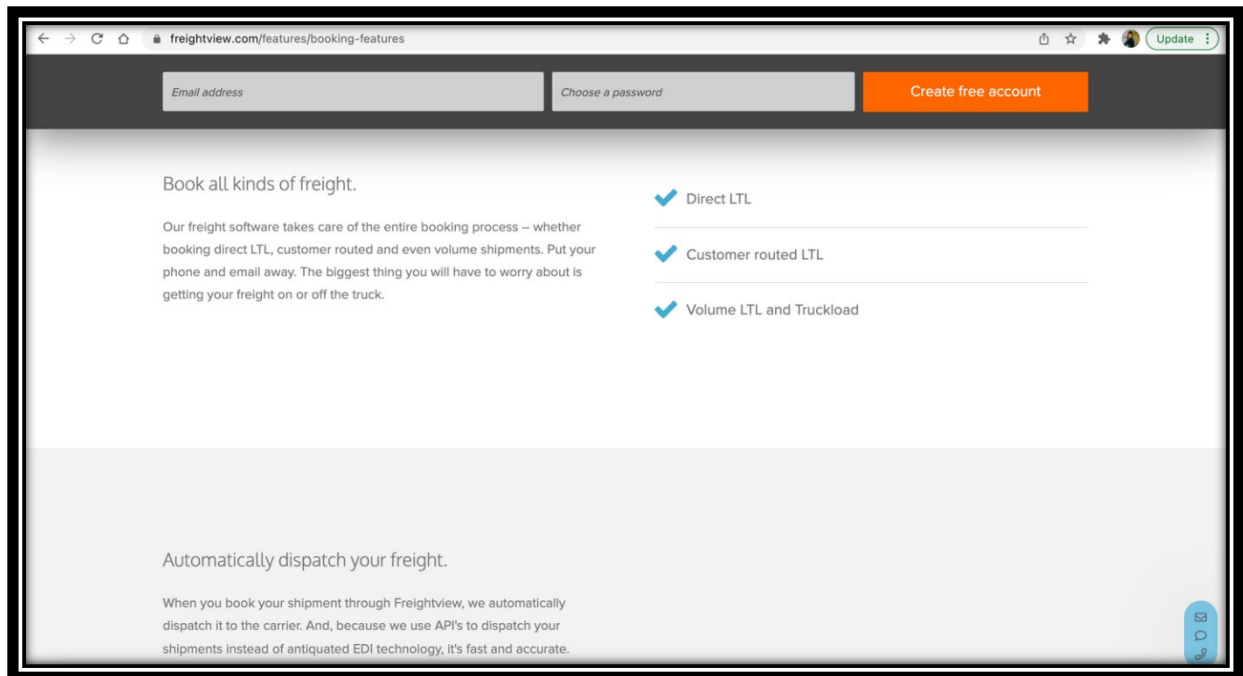 freightview.com/features/booking-features
Update
Email address
Choose a password
Create free account
Book all kinds of freight.
Our freight software takes care of the entire booking process – whether
booking direct LTL, customer routed and even volume shipments. Put your
phone and email away. The biggest thing you will have to worry about is
getting your freight on or off the truck.
Direct LTL
Customer routed LTL
Volume LTL and Truckload
Automatically dispatch your freight.
When you book your shipment through Freightview, we automatically
dispatch it to the carrier. And, because we use API's to dispatch your
shipments instead of antiquated EDI technology, it's fast and accurate.